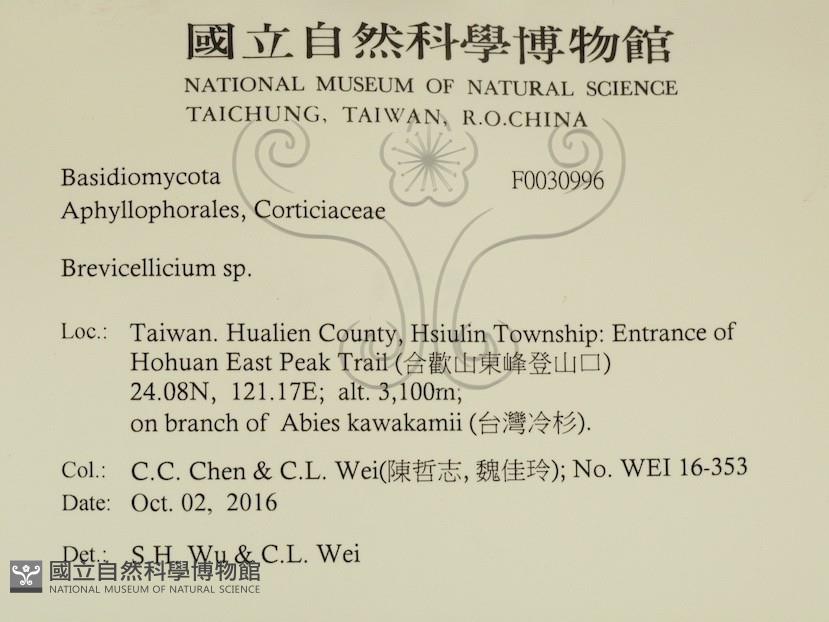 國立自然科學博物館
NATIONAL MUSEUM OF NATURAL SCIENCE
TAICHUNG, TAIWAN, R.O.CHINA
Basidiomycota F0030996
Aphyllophorales, Corticiaceae
Brevicellicium sp.
Loc.: Taiwan. Hualien County, Hsiulin Township: Entrance of
Hohuan East Peak Trail (合歡山東峰登山口)
24.08N, 121.17E; alt. 3,100m;
on branch of Abies kawakamii (台灣冷杉).
Col.: C.C. Chen & C.L. Wei(陳哲志, 魏佳玲); No. WEI 16-353
Date: Oct. 02, 2016
Det.: S.H. Wu & C.L. Wei
國立自然科學博物館
NATIONAL MUSEUM OF NATURAL SCIENCE